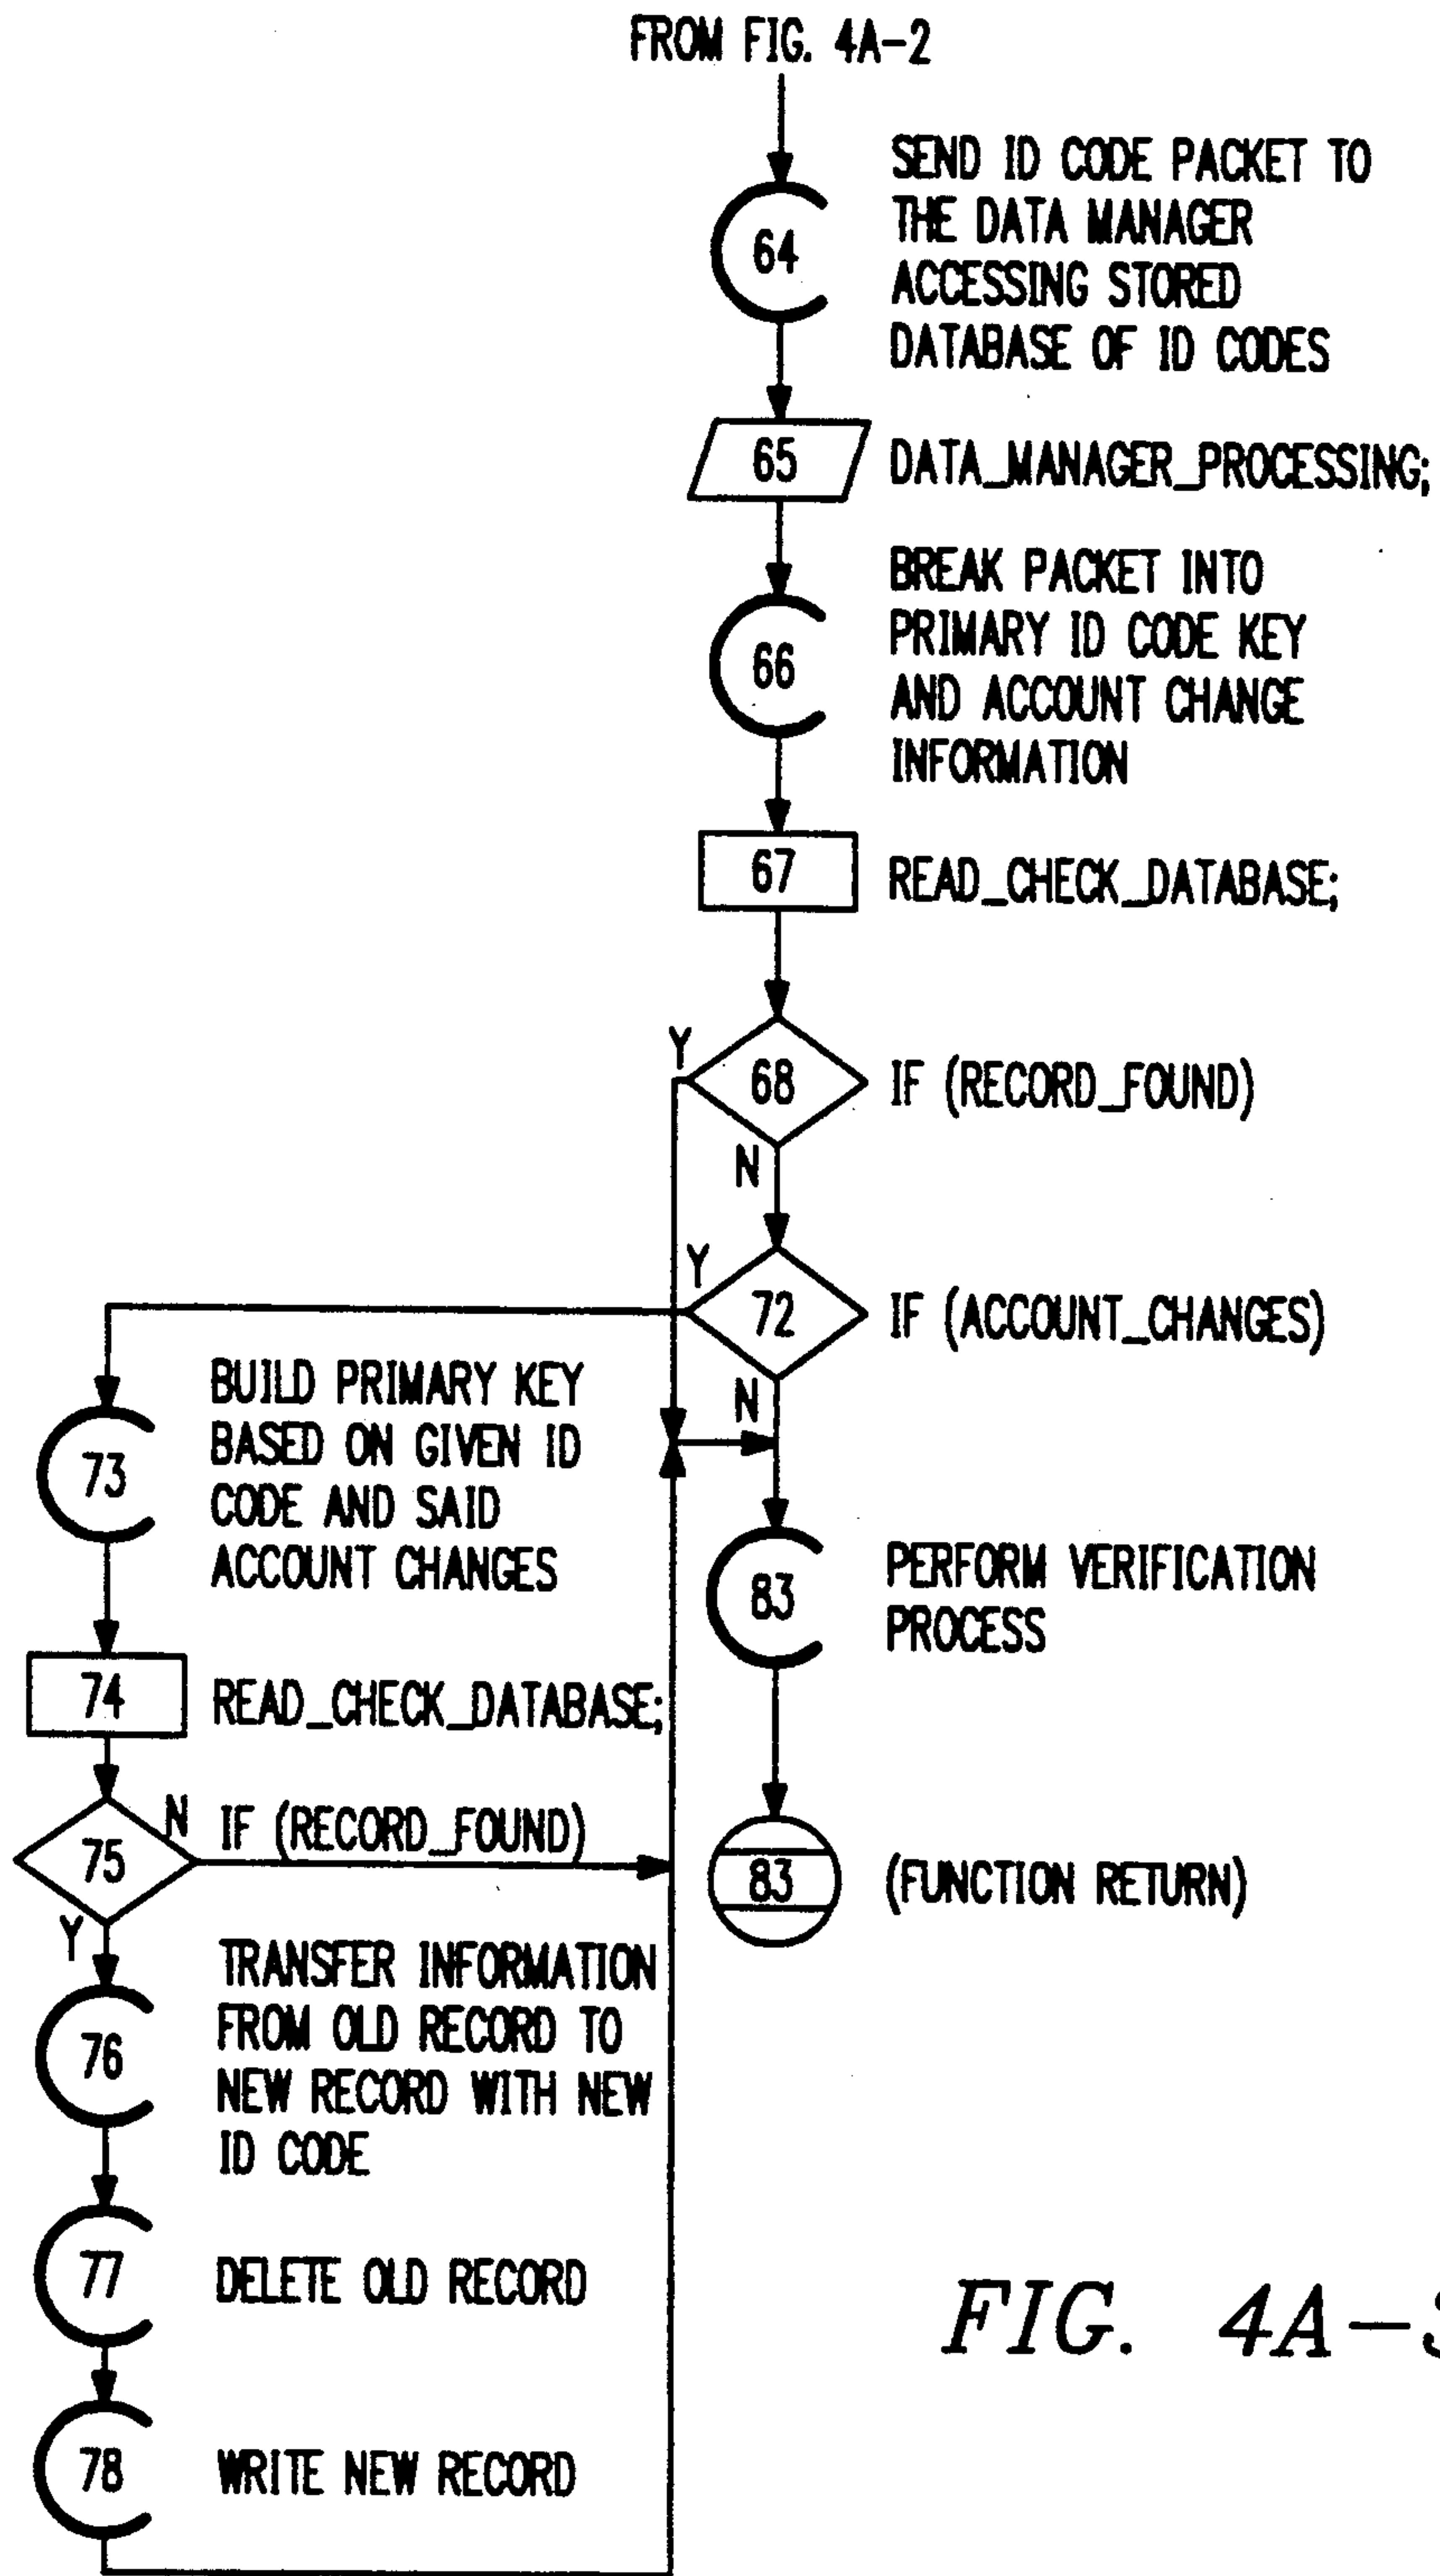 FROM FIG. 4A-2
64
SEND ID CODE PACKET TO
THE DATA MANAGER
ACCESSING STORED
DATABASE OF ID CODES
65
DATA_MANAGER_PROCESSING;
66
BREAK PACKET INTO
PRIMARY ID CODE KEY
AND ACCOUNT CHANGE
INFORMATION
67
READ_CHECK_DATABASE;
Y
68
IF (RECORD_FOUND)
N
Y
72
IF (ACCOUNT_CHANGES)
N
73
BUILD PRIMARY KEY
BASED ON GIVEN ID
CODE AND SAID
ACCOUNT CHANGES
83
PERFORM VERIFICATION
PROCESS
74
READ_CHECK_DATABASE;
75
N
IF (RECORD_FOUND)
Y
83
(FUNCTION RETURN)
76
TRANSFER INFORMATION
FROM OLD RECORD TO
NEW RECORD WITH NEW
ID CODE
77
DELETE OLD RECORD
78
WRITE NEW RECORD
FIG. 4A-3